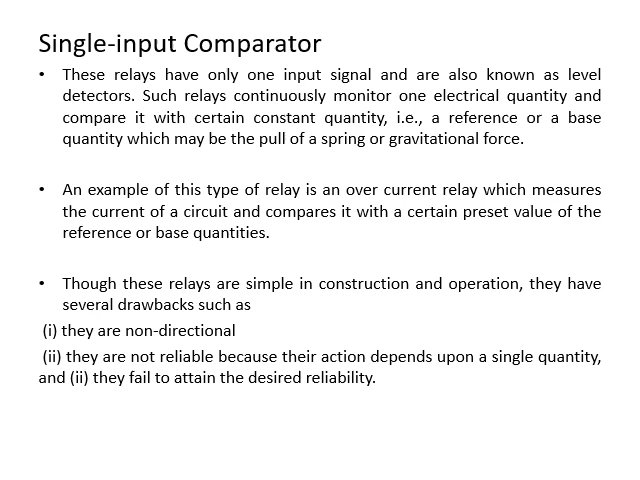 Single-input Comparator
• These relays have only one input signal and are also known as level
detectors. Such relays continuously monitor one electrical quantity and
compare it with certain constant quantity, i.e., a reference or a base
quantity which may be the pull of a spring or gravitational force.
• An example of this type of relay is an over current relay which measures
the current of a circuit and compares it with a certain preset value of the
reference or base quantities.
• Though these relays are simple in construction and operation, they have
several drawbacks such as
(i) they are non-directional
(ii) they are not reliable because their action depends upon a single quantity,
and (ii) they fail to attain the desired reliability.